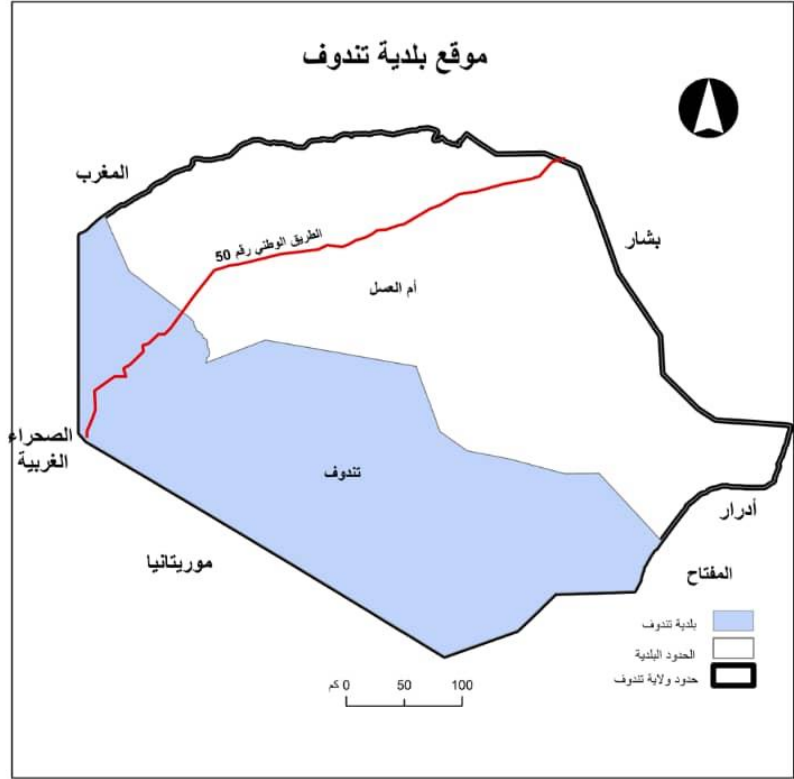 موقع بلدية تندوف
المغرب
بشار
الطريق الوطني رقم 50
أم العسل
الصحراء
الغربية
تندوف
أدرار
موريتانيا
المفتاح
بلدية تندوف
الحدود البلدية
حدود ولاية تندوف
كم 0 50 100